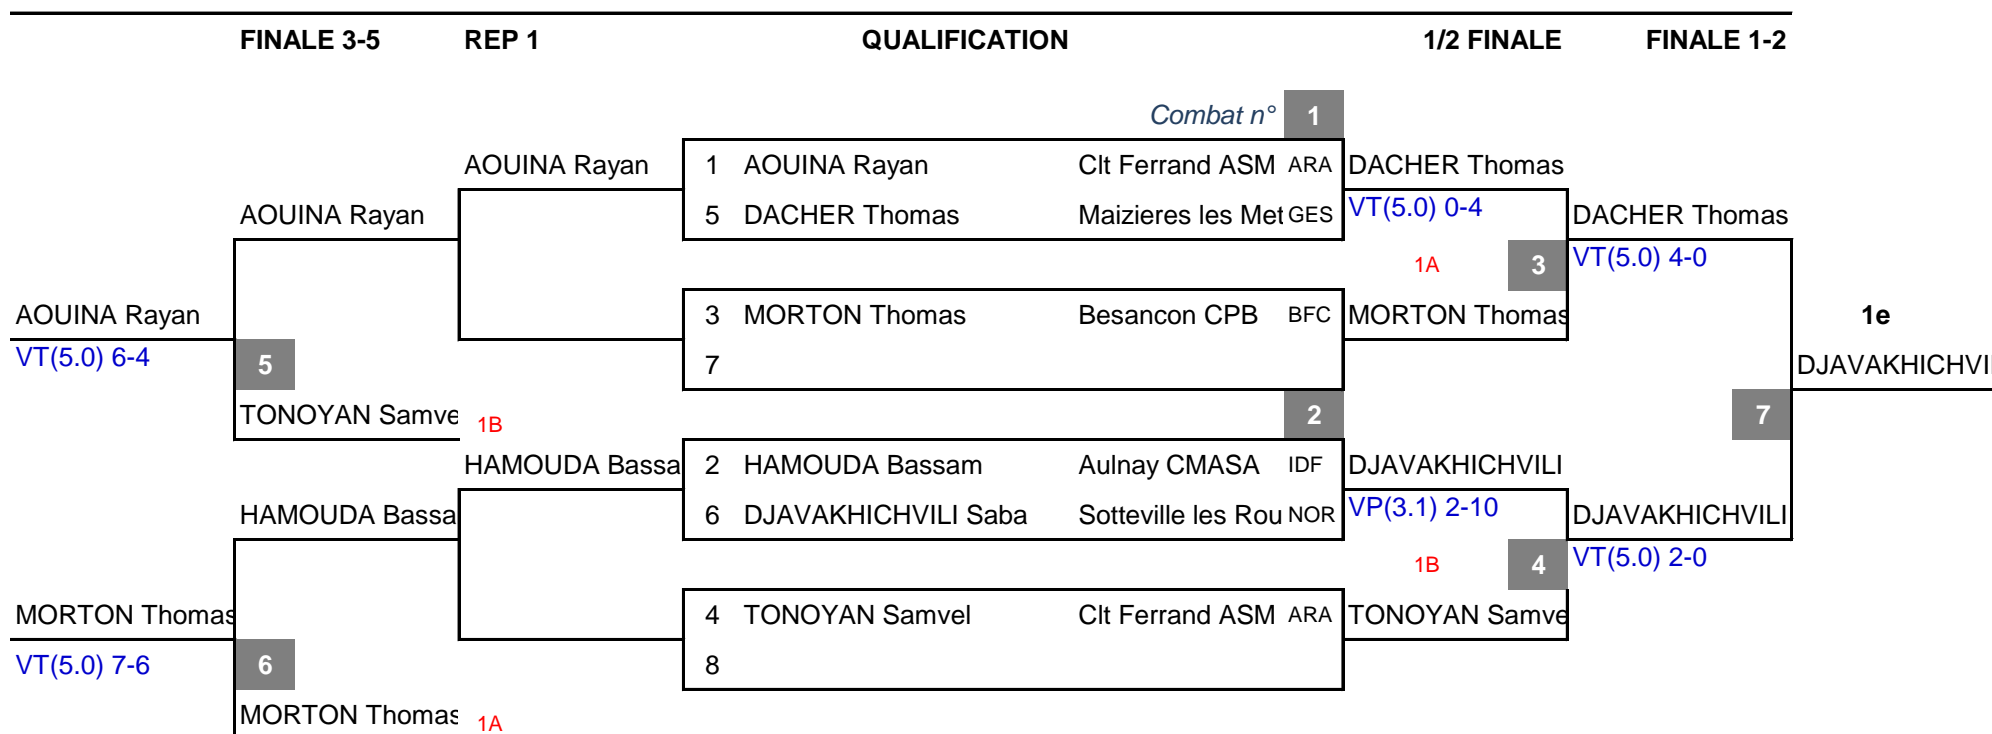 FINALE 3-5 REP 1 QUALIFICATION 1/2 FINALE FINALE 1-2
Combat n° 1
AOUINA Rayan 1 AOUINA Rayan Clt Ferrand ASM ARA DACHER Thomas
AOUINA Rayan 5 DACHER Thomas Maizieres les Met GES VT(5.0) 0-4 DACHER Thomas
1A 3 VT(5.0) 4-0
AOUINA Rayan 3 MORTON Thomas Besancon CPB BFC MORTON Thomas 1e
VT(5.0) 6-4 5 7 DJAVAKHICHVI
TONOYAN Samve 1B 2 7
HAMOUDA Bassa 2 HAMOUDA Bassam Aulnay CMASA IDF DJAVAKHICHVILI
HAMOUDA Bassa 6 DJAVAKHICHVILI Saba Sotteville les Rou NOR VP(3.1) 2-10 DJAVAKHICHVILI
1B 4 VT(5.0) 2-0
MORTON Thomas 4 TONOYAN Samvel Clt Ferrand ASM ARA TONOYAN Samve
VT(5.0) 7-6 6 8
MORTON Thomas 1A